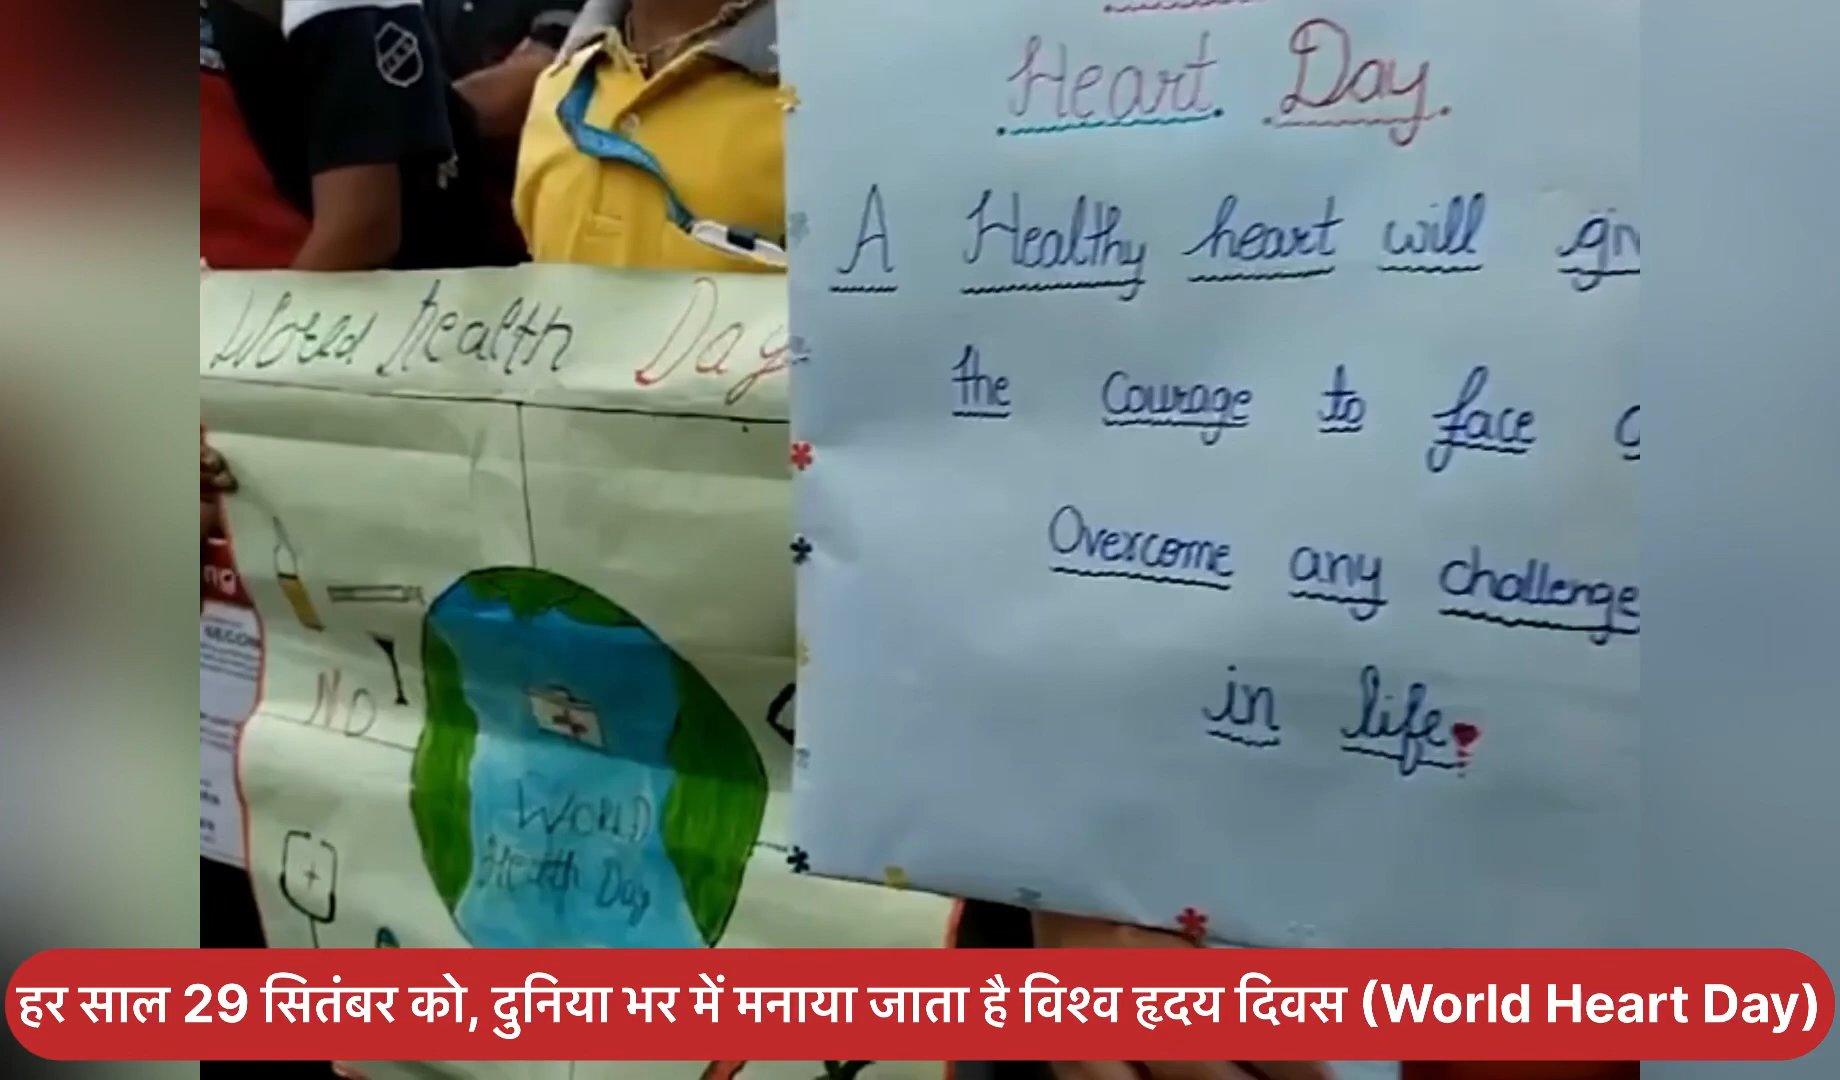 Heart Day
A Healthy heart will
the Courage to face
Overcome any challenge
in life
World health Day
No
WORLD
Health Day
हर साल 29 सितंबर को, दुनिया भर में मनाया जाता है विश्व हृदय दिवस (World Heart Day)